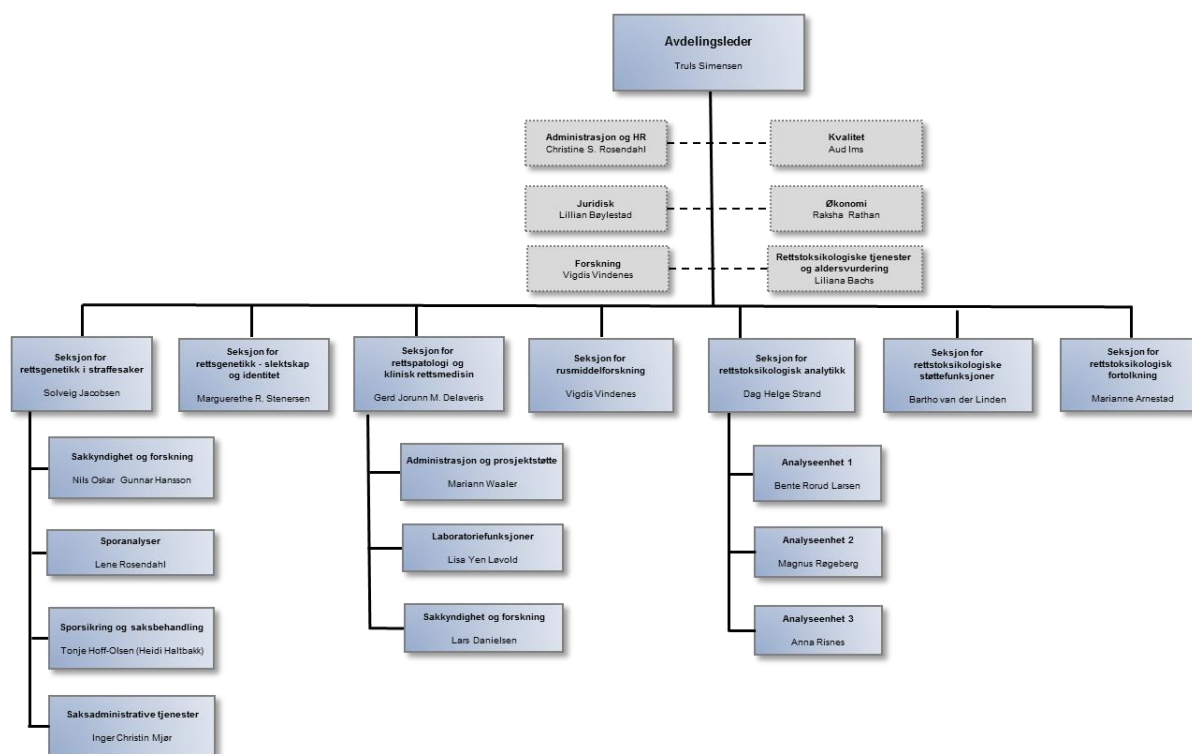 Avdelingsleder
Truls Simensen
Administrasjon og HR
Christine S. Rosendahl
Kvalitet
Aud Ims
Juridisk
Lillian Bøylestad
Økonomi
Raksha Rathan
Forskning
Vigdis Vindenes
Rettstoksikologiske tjenester
og aldersvurdering
Liliana Bachs
Seksjon for
rettsgenetikk i straffesaker
Solveig Jacobsen
Seksjon for
rettsgenetikk - slektskap
og identitet
Marguerethe R. Stenersen
Seksjon for
rettspatologi og
klinisk rettsmedisin
Gerd Jorunn M. Delaveris
Seksjon for
rusmiddelforskning
Vigdis Vindenes
Seksjon for
rettstoksikologisk analytikk
Dag Helge Strand
Seksjon for
rettstoksikologiske
støttefunksjoner
Bartho van der Linden
Seksjon for
rettstoksikologisk
fortolkning
Marianne Arnestad
Sakkyndighet og forskning
Nils Oskar Gunnar Hansson
Sporanalyser
Lene Rosendahl
Sporsikring og saksbehandling
Tonje Hoff-Olsen (Heidi Haltbakk)
Saksadministrative tjenester
Inger Christin Mjør
Administrasjon og prosjektstøtte
Mariann Waaler
Laboratoriefunksjoner
Lisa Yen Løvold
Sakkyndighet og forskning
Lars Danielsen
Analyseenhet 1
Bente Rorud Larsen
Analyseenhet 2
Magnus Røgeberg
Analyseenhet 3
Anna Risnes